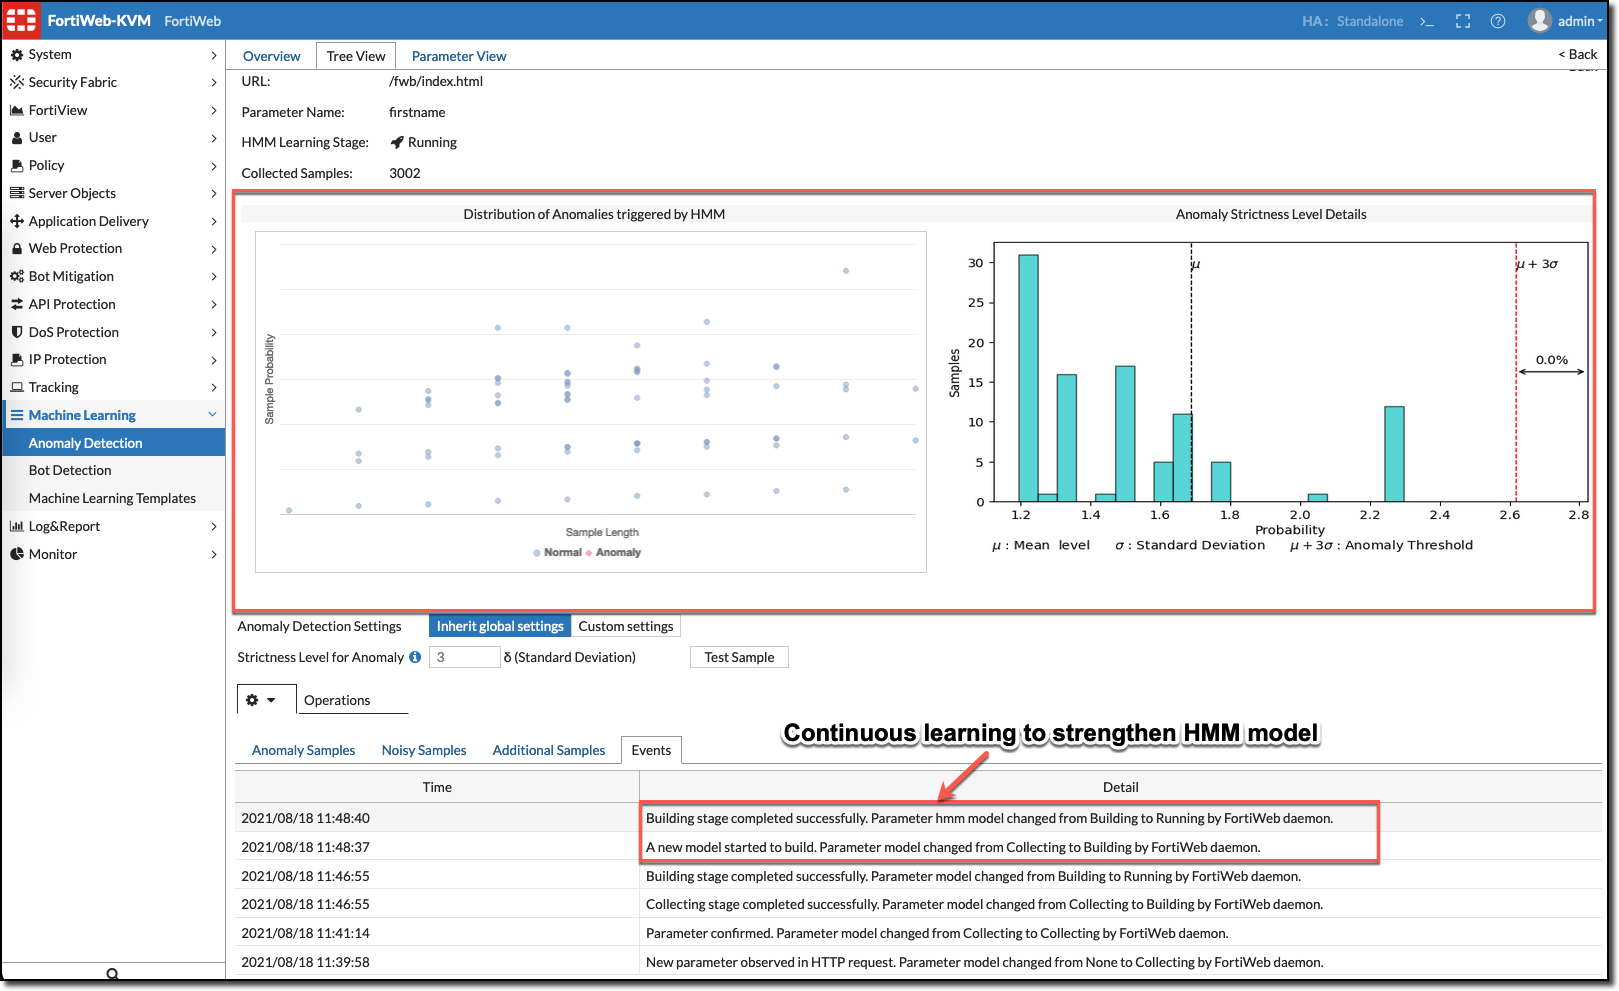 FortiWeb-KVM FortiWeb HA: Standalone >_ admin
System
Security Fabric
FortiView
User
Policy
Server Objects
Application Delivery
Web Protection
Bot Mitigation
API Protection
DoS Protection
IP Protection
Tracking
Machine Learning
Anomaly Detection
Bot Detection
Machine Learning Templates
Log&Report
Monitor
Overview Tree View Parameter View < Back
URL: /fwb/index.html
Parameter Name: firstname
HMM Learning Stage: Running
Collected Samples: 3002
Distribution of Anomalies triggered by HMM
Sample Probability
Sample Length
Normal Anomaly
Anomaly Strictness Level Details
μ
μ + 3σ
0.0%
Samples
30
25
20
15
10
5
0
1.2 1.4 1.6 1.8 2.0 2.2 2.4 2.6 2.8
Probability
μ : Mean level σ : Standard Deviation μ + 3σ : Anomaly Threshold
Anomaly Detection Settings Inherit global settings Custom settings
Strictness Level for Anomaly 3 δ (Standard Deviation) Test Sample
Operations
Continuous learning to strengthen HMM model
Anomaly Samples Noisy Samples Additional Samples Events
Time Detail
2021/08/18 11:48:40 Building stage completed successfully. Parameter hmm model changed from Building to Running by FortiWeb daemon.
2021/08/18 11:48:37 A new model started to build. Parameter model changed from Collecting to Building by FortiWeb daemon.
2021/08/18 11:46:55 Building stage completed successfully. Parameter model changed from Building to Running by FortiWeb daemon.
2021/08/18 11:46:55 Collecting stage completed successfully. Parameter model changed from Collecting to Building by FortiWeb daemon.
2021/08/18 11:41:14 Parameter confirmed. Parameter model changed from Collecting to Collecting by FortiWeb daemon.
2021/08/18 11:39:58 New parameter observed in HTTP request. Parameter model changed from None to Collecting by FortiWeb daemon.